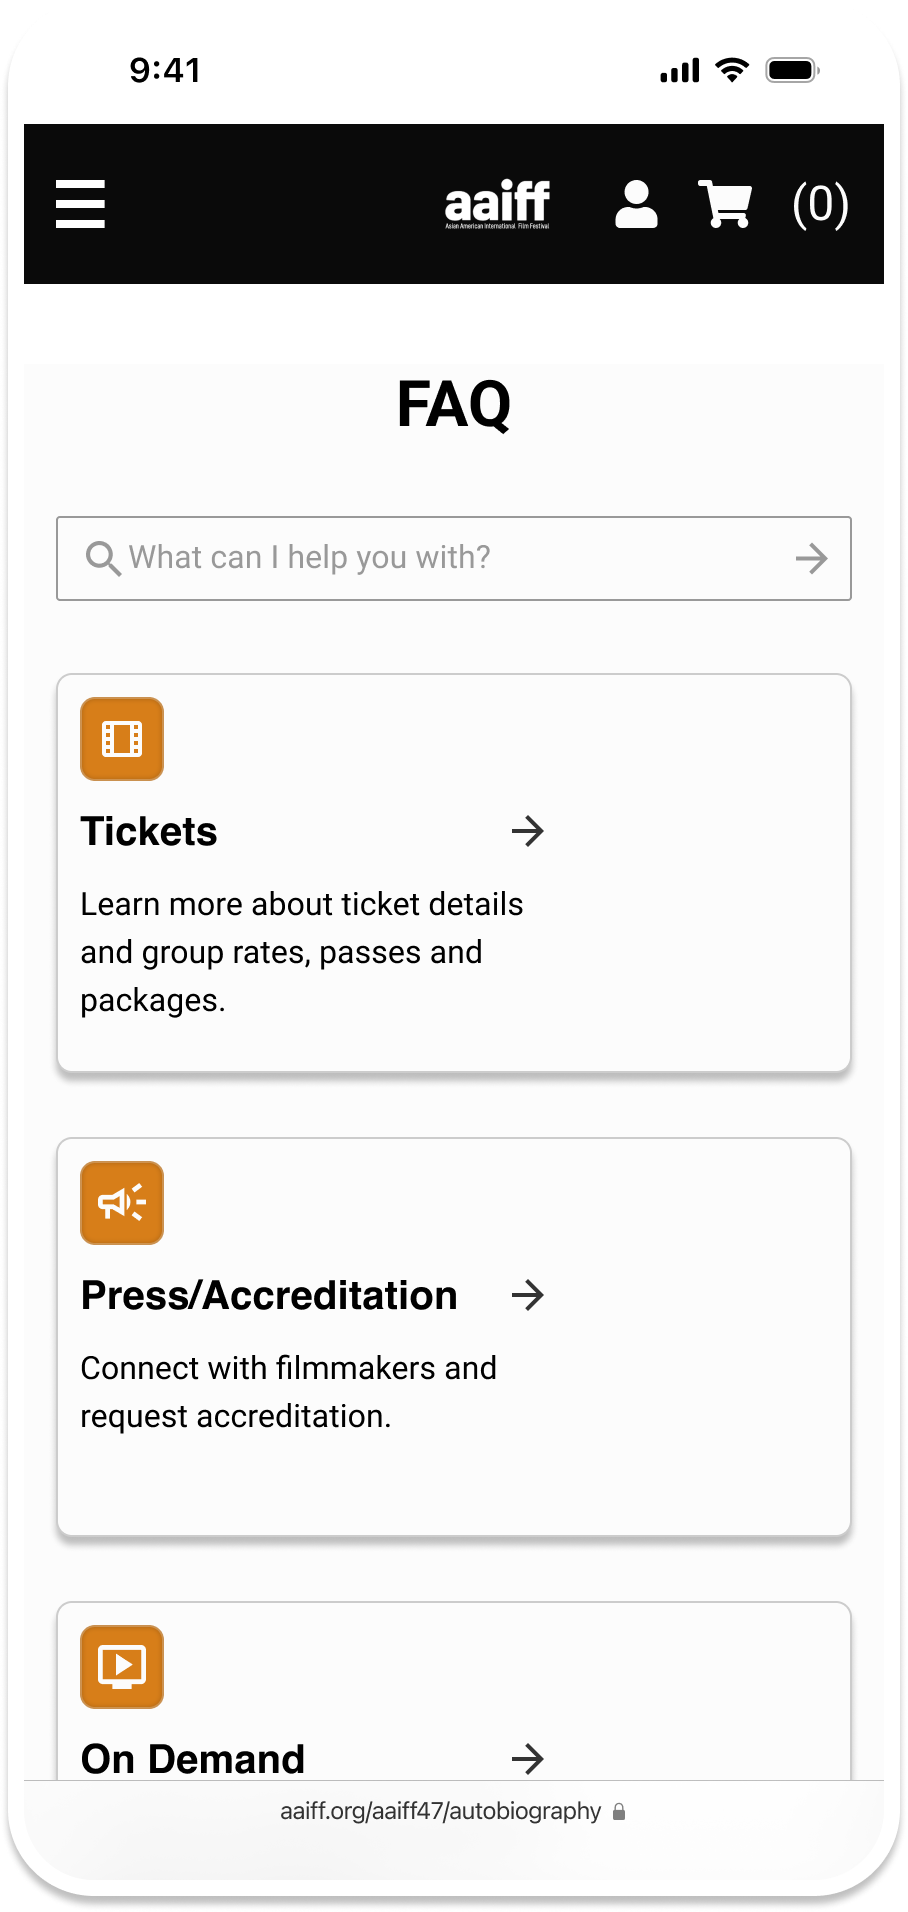 9:41
aaiff
Asian American International Film Festival
(0)
FAQ
What can I help you with?
Tickets
Learn more about ticket details
and group rates, passes and
packages.
Press/Accreditation
Connect with filmmakers and
request accreditation.
On Demand
aaiff.org/aaiff47/autobiography